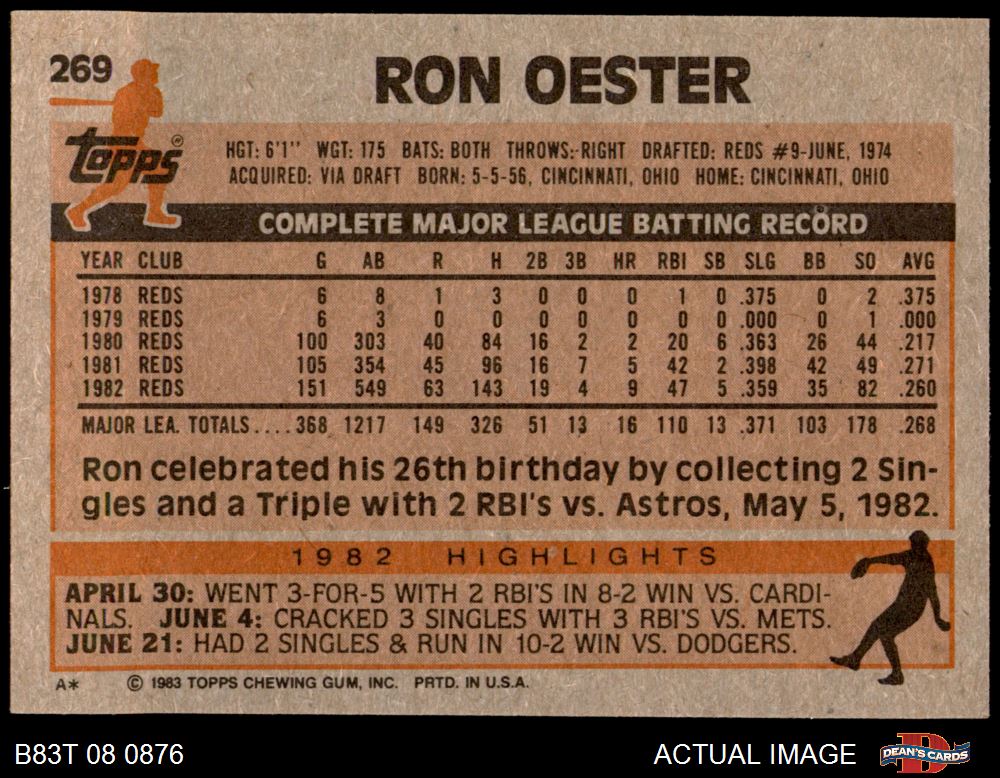 269
RON OESTER
topps®
HGT: 6'1'' WGT: 175 BATS: BOTH THROWS: RIGHT DRAFTED: REDS #9-JUNE, 1974
ACQUIRED: VIA DRAFT BORN: 5-5-56, CINCINNATI, OHIO HOME: CINCINNATI, OHIO
COMPLETE MAJOR LEAGUE BATTING RECORD
YEAR CLUB G AB R H 2B 3B HR RBI SB SLG BB SO AVG
1978 REDS 6 8 1 3 0 0 0 1 0 .375 0 2 .375
1979 REDS 6 3 0 0 0 0 0 0 0 .000 0 1 .000
1980 REDS 100 303 40 84 16 2 2 20 6 .363 26 44 .217
1981 REDS 105 354 45 96 16 7 5 42 2 .398 42 49 .271
1982 REDS 151 549 63 143 19 4 9 47 5 .359 35 82 .260
MAJOR LEA. TOTALS....368 1217 149 326 51 13 16 110 13 .371 103 178 .268
Ron celebrated his 26th birthday by collecting 2 Sin-
gles and a Triple with 2 RBI's vs. Astros, May 5, 1982.
1982 HIGHLIGHTS
APRIL 30: WENT 3-FOR-5 WITH 2 RBI'S IN 8-2 WIN VS. CARDI-
NALS. JUNE 4: CRACKED 3 SINGLES WITH 3 RBI'S VS. METS.
JUNE 21: HAD 2 SINGLES & RUN IN 10-2 WIN VS. DODGERS.
A* © 1983 TOPPS CHEWING GUM, INC. PRTD. IN U.S.A.
B83T 08 0876 ACTUAL IMAGE DEAN'S CARDS